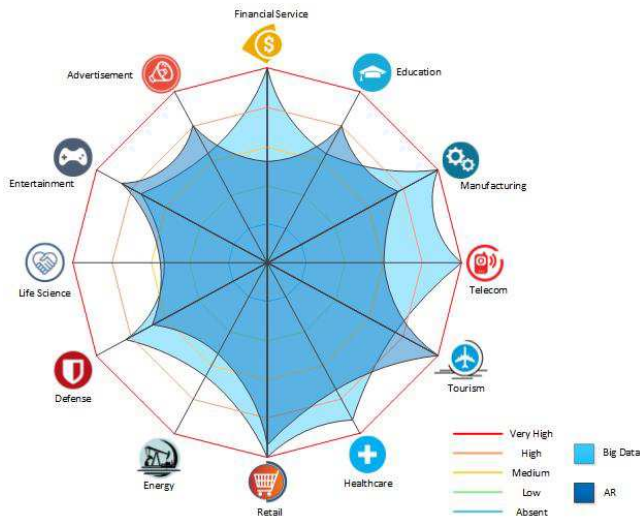 Financial Service
Advertisement
Education
Entertainment
Manufacturing
Life Science
Telecom
Defense
Tourism
Energy
Retail
Healthcare
Very High
High
Medium
Low
Absent
Big Data
AR